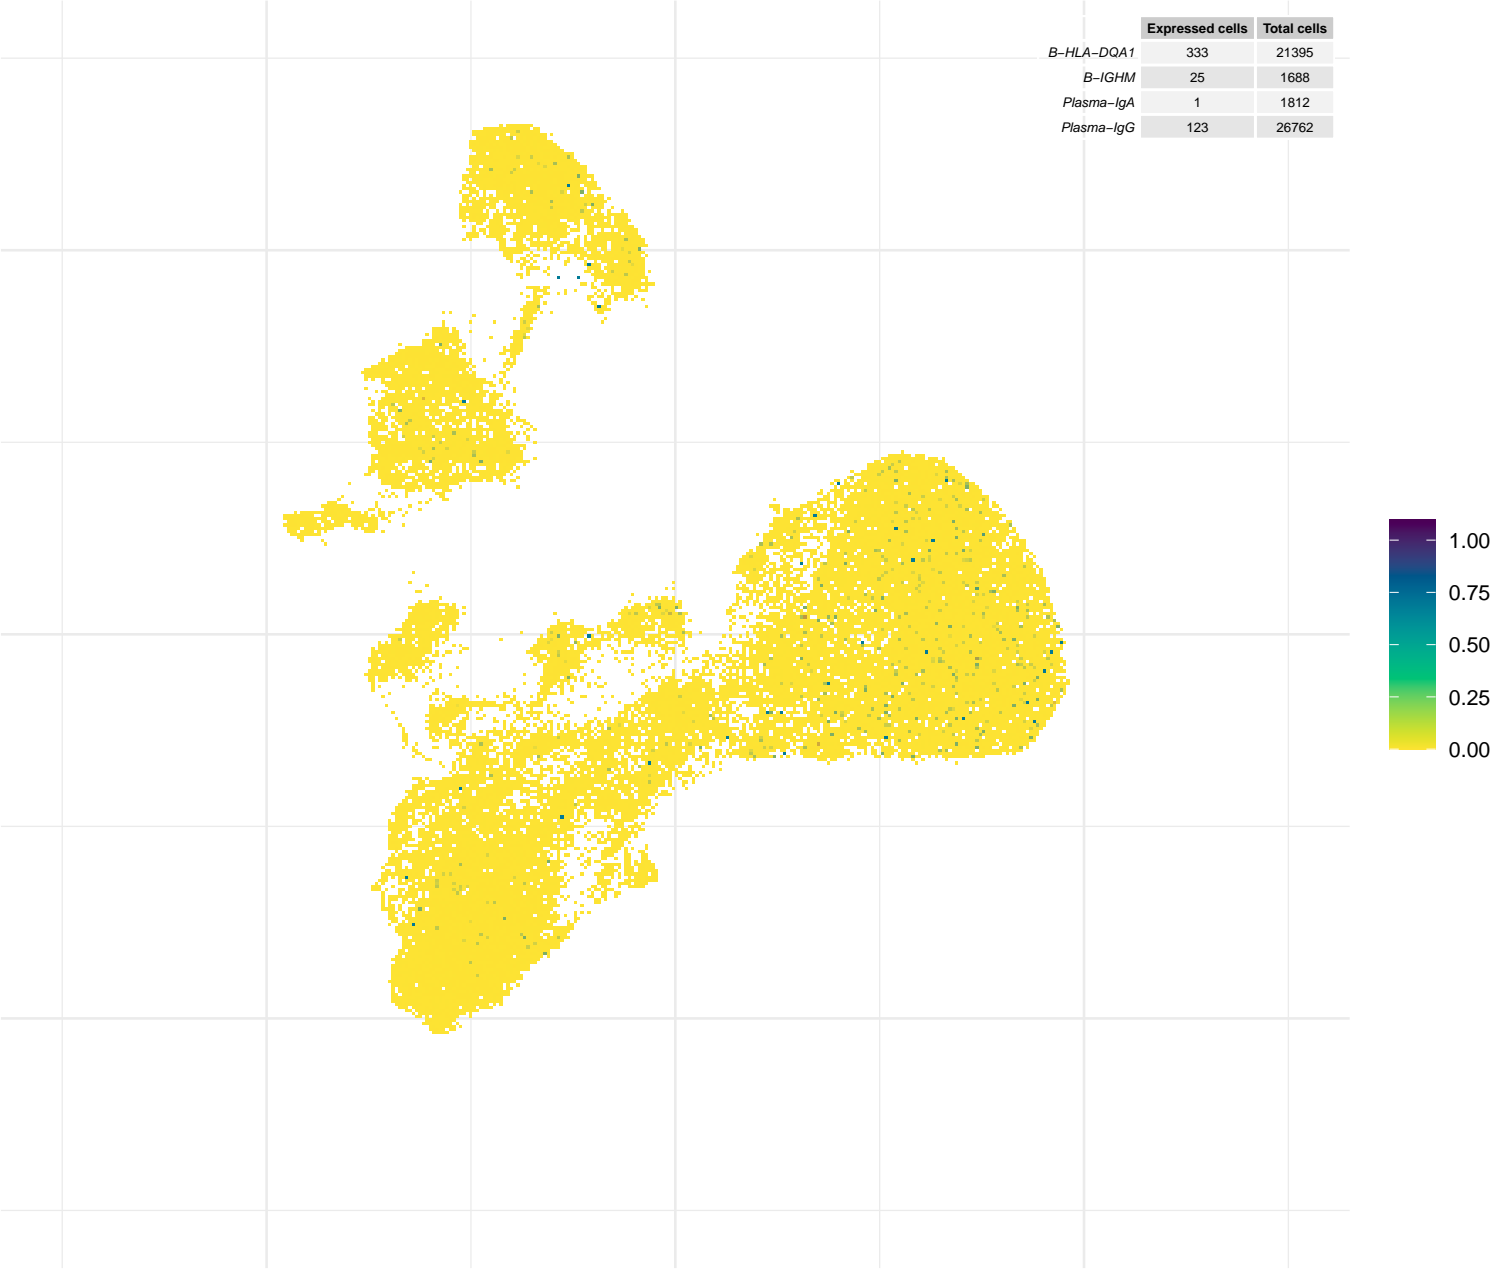 Expressed cells Total cells
B−HLA−DQA1 333 21395
B−IGHM 25 1688
Plasma−IgA 1 1812
Plasma−IgG 123 26762
1.00
0.75
0.50
0.25
0.00